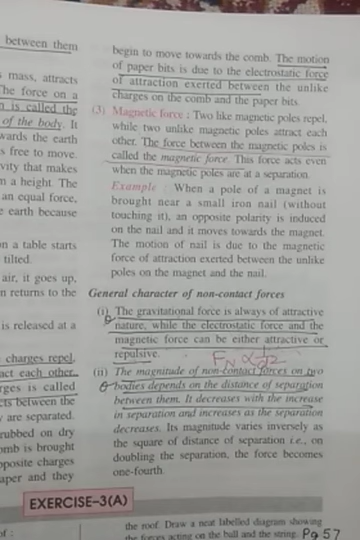 between them
s mass, attracts
The force on a
n is called the
of the body. It
wards the earth
s free to move.
vity that makes
n a height. The
an equal force,
e earth because
on a table starts
tilted.
air, it goes up,
n returns to the
is released at a
charges repel,
act each other.
rges is called
cts between the
y are separated.
rubbed on dry
omb is brought
pposite charges
aper and they
begin to move towards the comb. The motion
of paper bits is due to the electrostatic force
of attraction exerted between the unlike
charges on the comb and the paper bits.
(3) Magnetic force : Two like magnetic poles repel,
while two unlike magnetic poles attract each
other. The force between the magnetic poles is
called the magnetic force. This force acts even
when the magnetic poles are at a separation.
Example : When a pole of a magnet is
brought near a small iron nail (without
touching it), an opposite polarity is induced
on the nail and it moves towards the magnet.
The motion of nail is due to the magnetic
force of attraction exerted between the unlike
poles on the magnet and the nail.
General character of non-contact forces
(i) The gravitational force is always of attractive
nature, while the electrostatic force and the
magnetic force can be either attractive or
repulsive.
(ii) The magnitude of non-contact forces on two
bodies depends on the distance of separation
between them. It decreases with the increase
in separation and increases as the separation
decreases. Its magnitude varies inversely as
the square of distance of separation i.e., on
doubling the separation, the force becomes
one-fourth.
EXERCISE-3(A)
of :
the roof. Draw a neat labelled diagram showing
the forces acting on the ball and the string. Pg 57